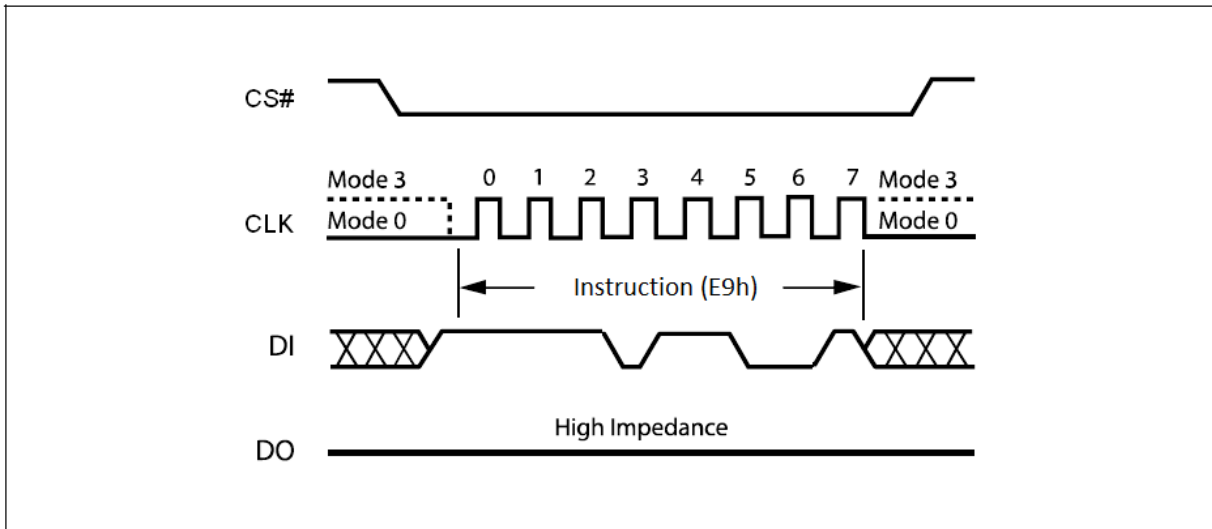 CS#
Mode 3 0 1 2 3 4 5 6 7 Mode 3
CLK Mode 0 Mode 0
Instruction (E9h)
DI
High Impedance
DO